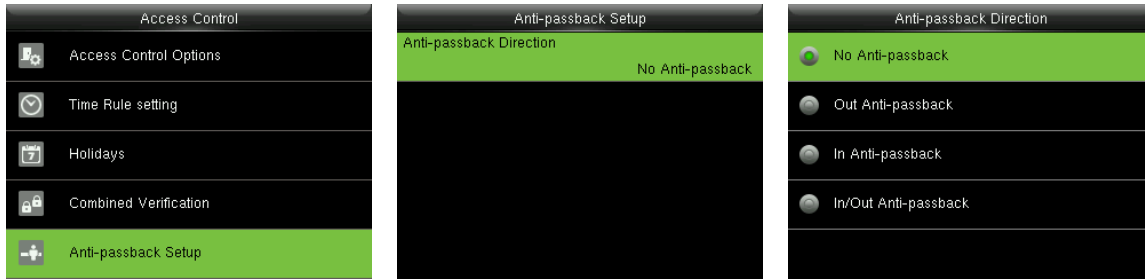 Access Control
Access Control Options
Time Rule setting
7
Holidays
Combined Verification
Anti-passback Setup
Anti-passback Setup
Anti-passback Direction
No Anti-passback
Anti-passback Direction
No Anti-passback
Out Anti-passback
In Anti-passback
In/Out Anti-passback